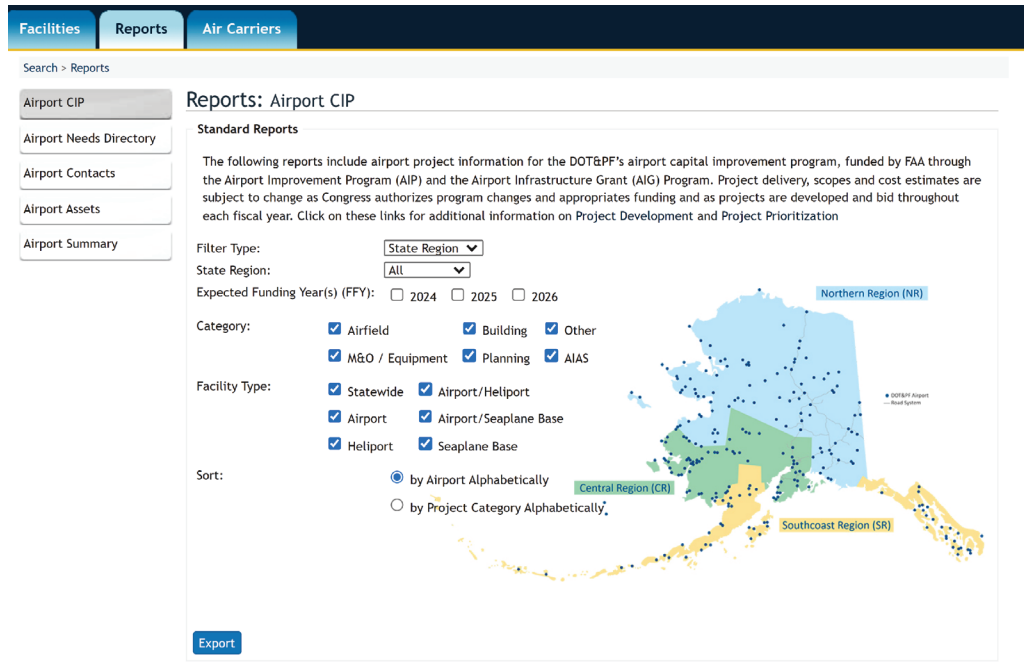 Facilities Reports Air Carriers
Search > Reports
Airport CIP
Airport Needs Directory
Airport Contacts
Airport Assets
Airport Summary
Reports: Airport CIP
Standard Reports
The following reports include airport project information for the DOT&PF's airport capital improvement program, funded by FAA through
the Airport Improvement Program (AIP) and the Airport Infrastructure Grant (AIG) Program. Project delivery, scopes and cost estimates are
subject to change as Congress authorizes program changes and appropriates funding and as projects are developed and bid throughout
each fiscal year. Click on these links for additional information on Project Development and Project Prioritization
Filter Type: State Region
State Region: All
Expected Funding Year(s) (FFY): 2024 2025 2026
Category: Airfield Building Other
M&O / Equipment Planning AIAS
Facility Type: Statewide Airport/Heliport
Airport Airport/Seaplane Base
Heliport Seaplane Base
Sort: by Airport Alphabetically
by Project Category Alphabetically
Northern Region (NR)
DOT&PF Airport
Road System
Central Region (CR)
Southcoast Region (SR)
Export